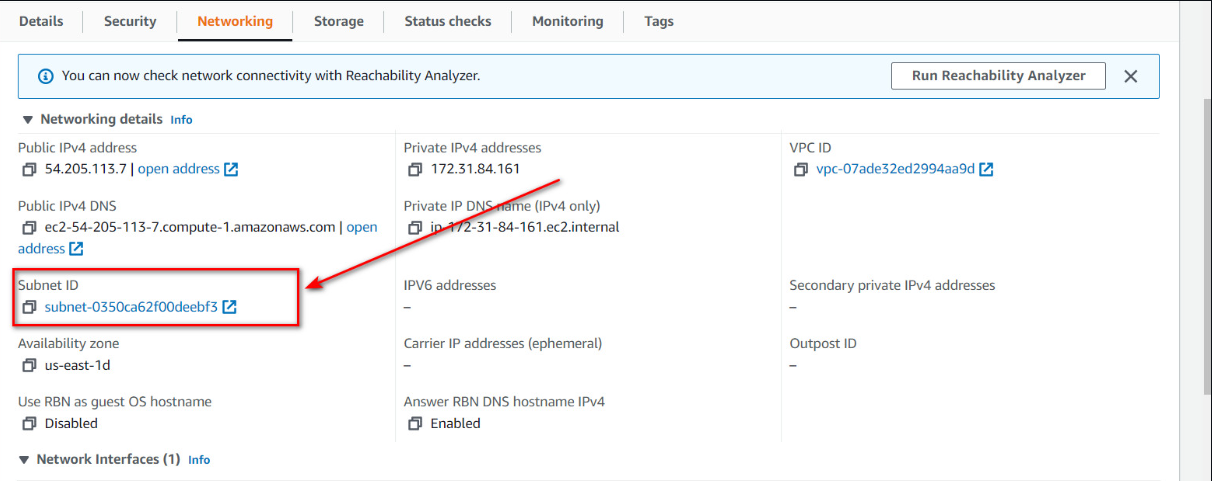 Details Security Networking Storage Status checks Monitoring Tags
You can now check network connectivity with Reachability Analyzer. Run Reachability Analyzer
Networking details Info
Public IPv4 address Private IPv4 addresses VPC ID
54.205.113.7 | open address 172.31.84.161 vpc-07ade32ed2994aa9d
Public IPv4 DNS Private IP DNS name (IPv4 only)
ec2-54-205-113-7.compute-1.amazonaws.com | open ip-172-31-84-161.ec2.internal
address
Subnet ID IPV6 addresses Secondary private IPv4 addresses
subnet-0350ca62f00deebf3 – –
Availability zone Carrier IP addresses (ephemeral) Outpost ID
us-east-1d – –
Use RBN as guest OS hostname Answer RBN DNS hostname IPv4
Disabled Enabled
Network Interfaces (1) Info